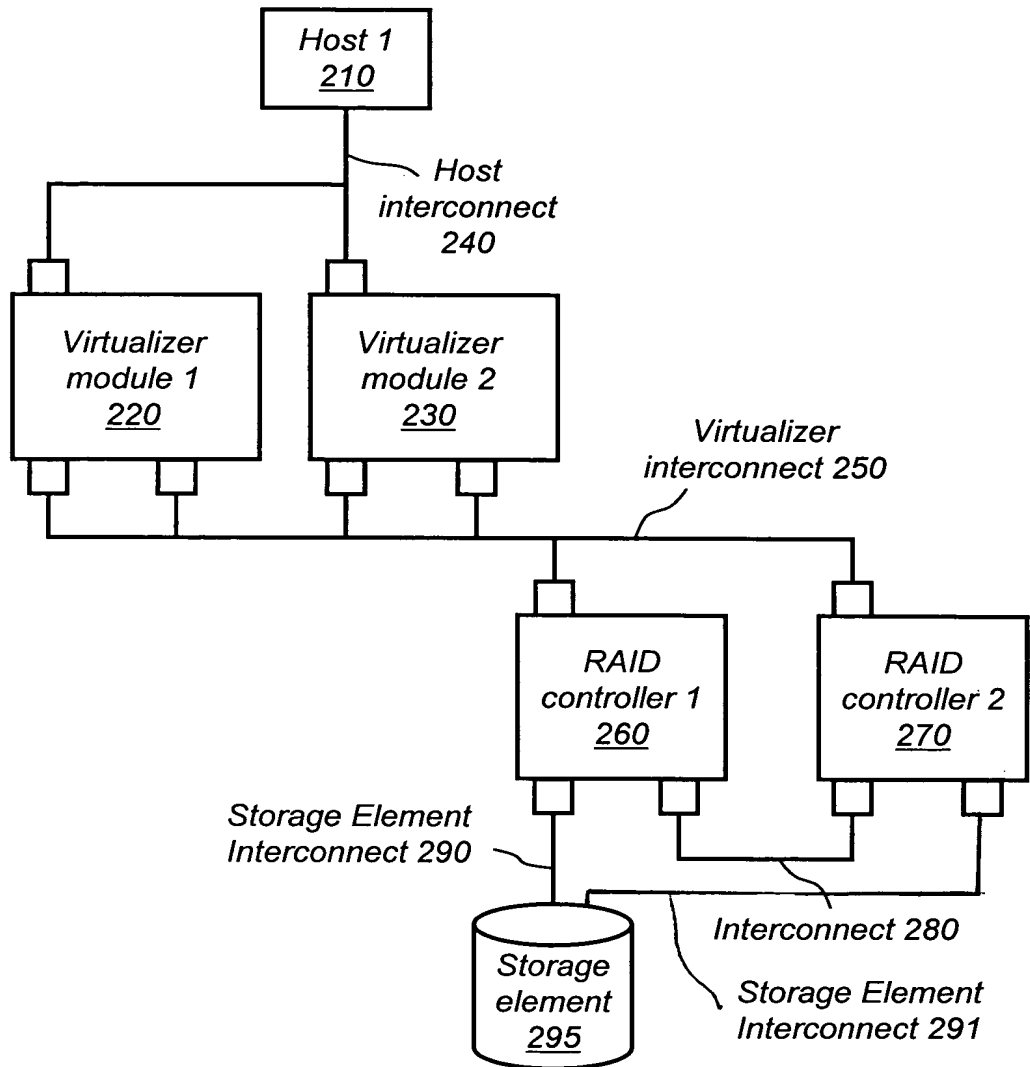 Host 1
210
Host
interconnect
240
Virtualizer
module 1
220
Virtualizer
module 2
230
Virtualizer
interconnect 250
RAID
controller 1
260
RAID
controller 2
270
Storage Element
Interconnect 290
Interconnect 280
Storage
element
295
Storage Element
Interconnect 291